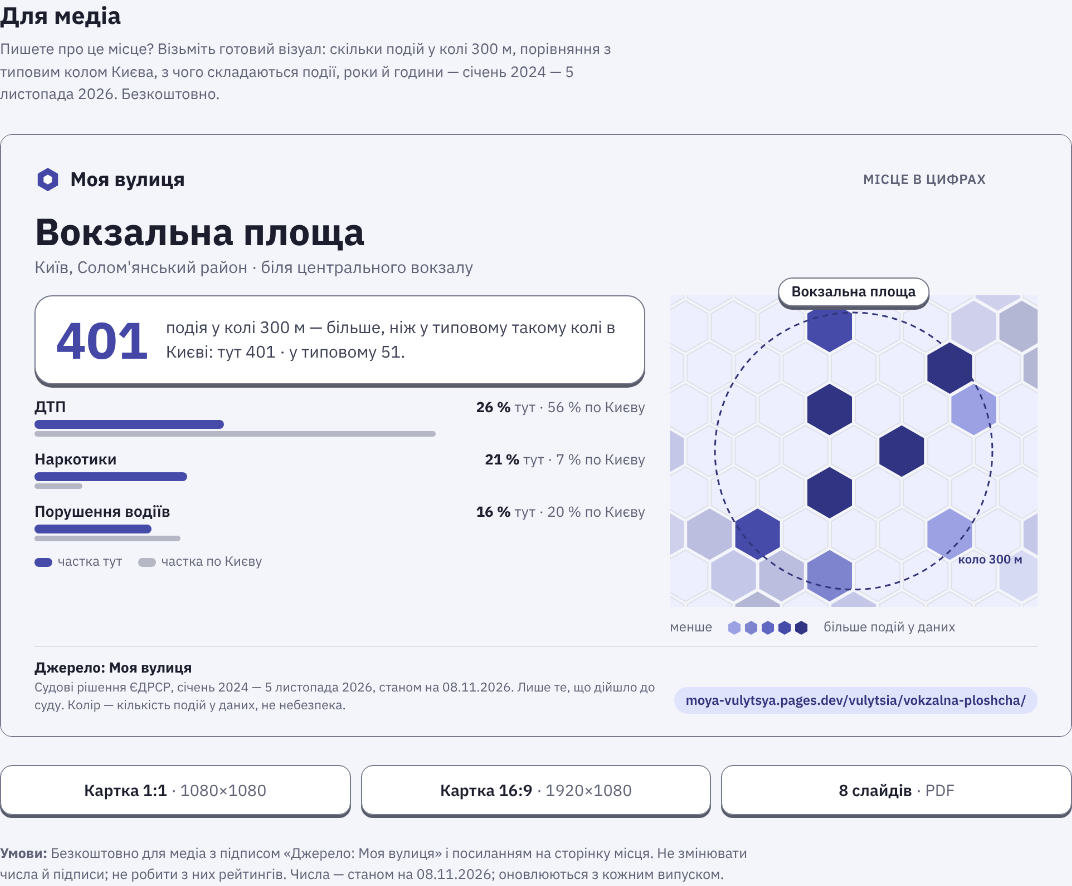 Для медіа
Пишете про це місце? Візьміть готовий візуал: скільки подій у колі 300 м, порівняння з
типовим колом Києва, з чого складаються події, роки й години — січень 2024 — 5
листопада 2026. Безкоштовно.
Моя вулиця
МІСЦЕ В ЦИФРАХ
Вокзальна площа
Київ, Солом'янський район · біля центрального вокзалу
401
подія у колі 300 м — більше, ніж у типовому такому колі в
Києві: тут 401 · у типовому 51.
ДТП
26 % тут · 56 % по Києву
Наркотики
21 % тут · 7 % по Києву
Порушення водіїв
16 % тут · 20 % по Києву
частка тут
частка по Києву
Вокзальна площа
коло 300 м
менше
більше подій у даних
Джерело: Моя вулиця
Судові рішення ЄДРСР, січень 2024 — 5 листопада 2026, станом на 08.11.2026. Лише те, що дійшло до
суду. Колір — кількість подій у даних, не небезпека.
moya-vulytsya.pages.dev/vulytsia/vokzalna-ploshcha/
Картка 1:1 · 1080×1080
Картка 16:9 · 1920×1080
8 слайдів · PDF
Умови: Безкоштовно для медіа з підписом «Джерело: Моя вулиця» і посиланням на сторінку місця. Не змінювати
числа й підписи; не робити з них рейтингів. Числа — станом на 08.11.2026; оновлюються з кожним випуском.